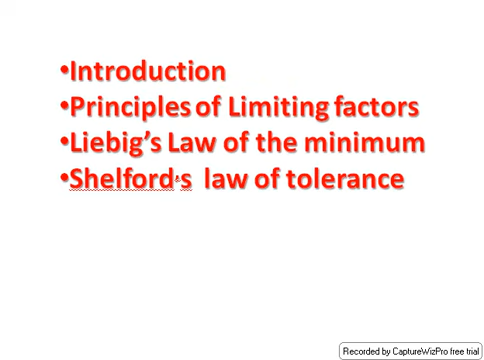 •Introduction
•Principles of Limiting factors
•Liebig's Law of the minimum
•Shelford's law of tolerance
Recorded by CaptureWizPro free trial